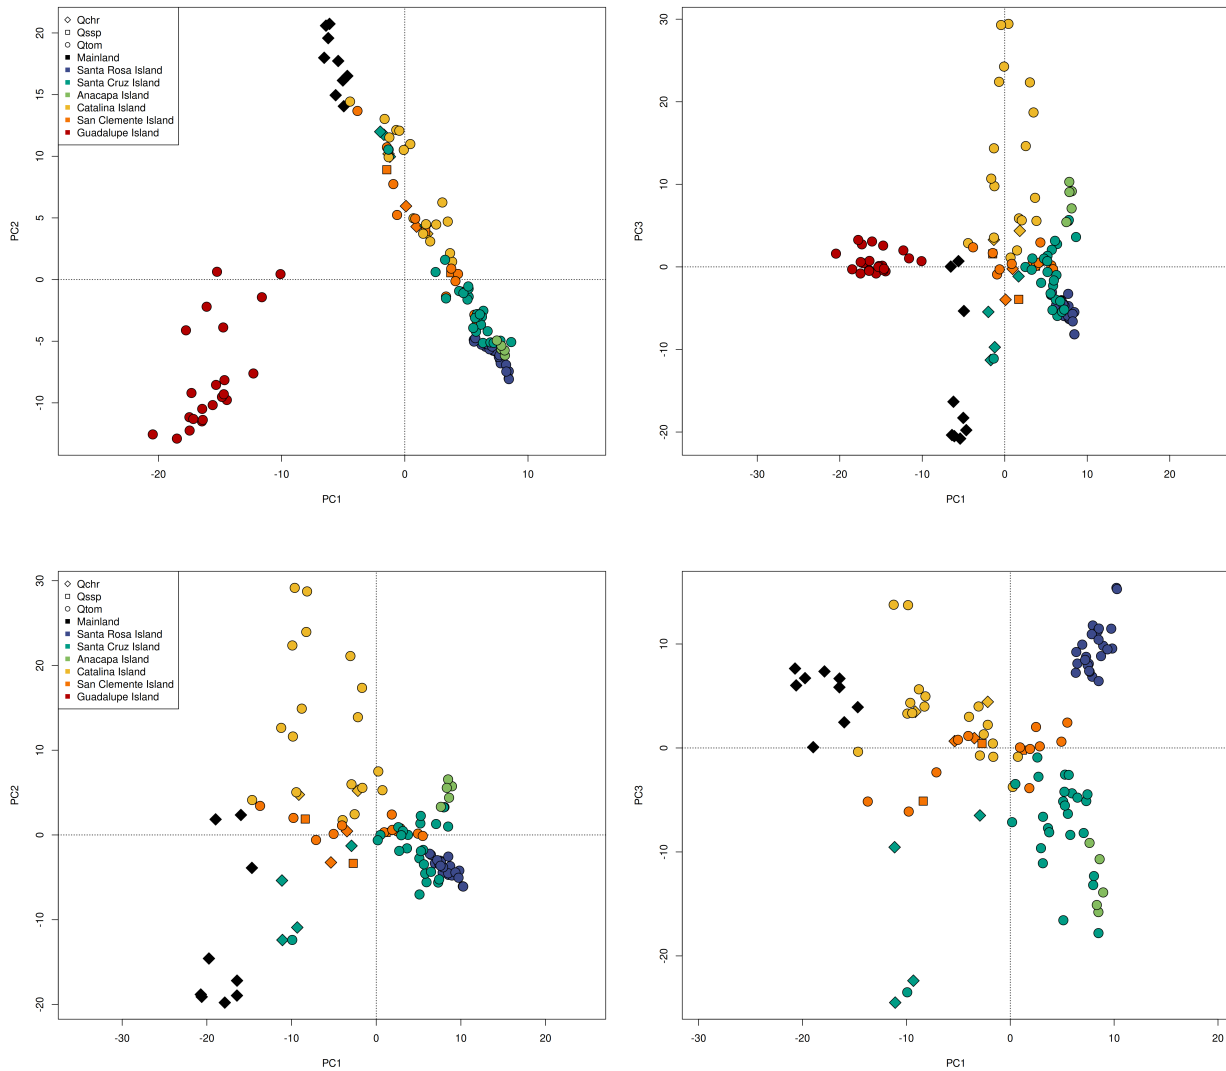 Qchr
Qssp
Qtom
Mainland
Santa Rosa Island
Santa Cruz Island
Anacapa Island
Catalina Island
San Clemente Island
Guadalupe Island
20
15
10
5
0
-5
-10
PC2
-20
-10
0
10
PC1
30
20
10
0
-10
-20
PC3
-30
-20
-10
0
10
20
PC1
Qchr
Qssp
Qtom
Mainland
Santa Rosa Island
Santa Cruz Island
Anacapa Island
Catalina Island
San Clemente Island
Guadalupe Island
30
20
10
0
-10
-20
PC2
-30
-20
-10
0
10
20
PC1
10
0
-10
-20
PC3
-30
-20
-10
0
10
20
PC1